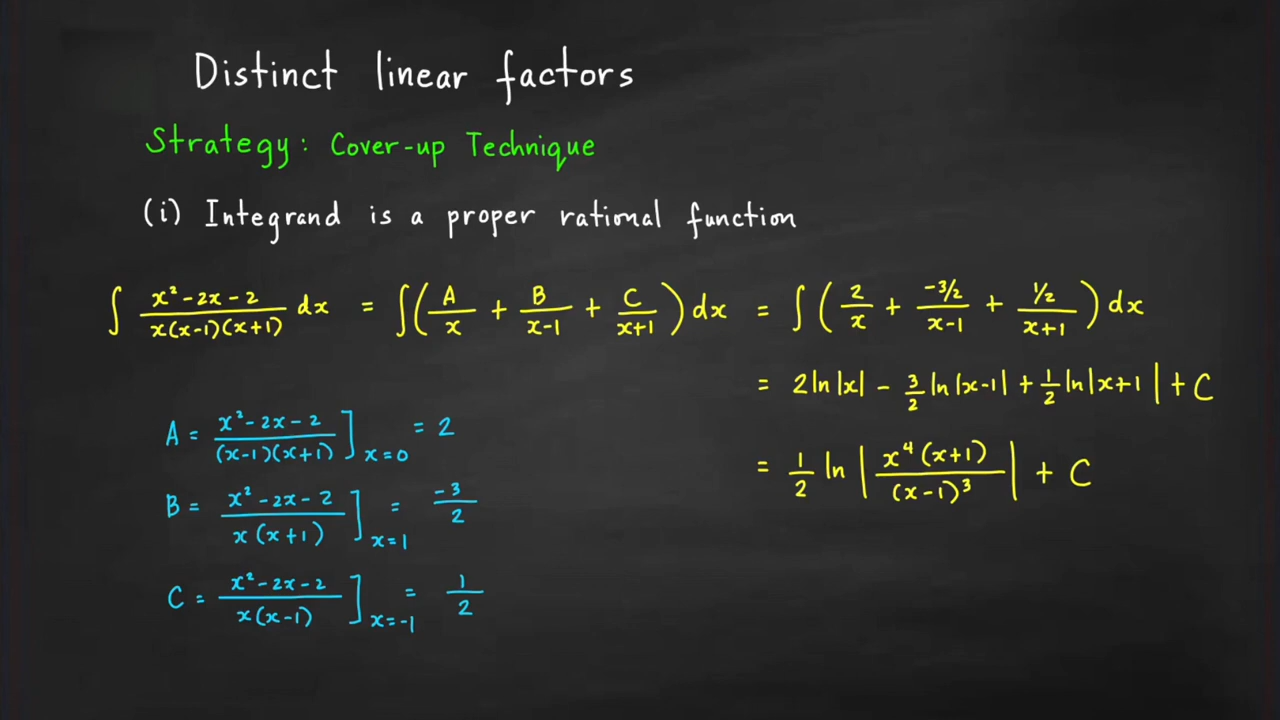 Distinct linear factors
Strategy: Cover-up Technique
(i) Integrand is a proper rational function
∫ (x² - 2x - 2)/(x(x-1)(x+1)) dx = ∫ ( A/x + B/(x-1) + C/(x+1) ) dx = ∫ ( 2/x + (-3/2)/(x-1) + (1/2)/(x+1) ) dx
= 2 ln|x| - 3/2 ln|x-1| + 1/2 ln|x+1| + C
= 1/2 ln | x⁴(x+1)/(x-1)³ | + C
A = (x² - 2x - 2)/((x-1)(x+1)) ]x=0 = 2
B = (x² - 2x - 2)/(x(x+1)) ]x=1 = -3/2
C = (x² - 2x - 2)/(x(x-1)) ]x=-1 = 1/2